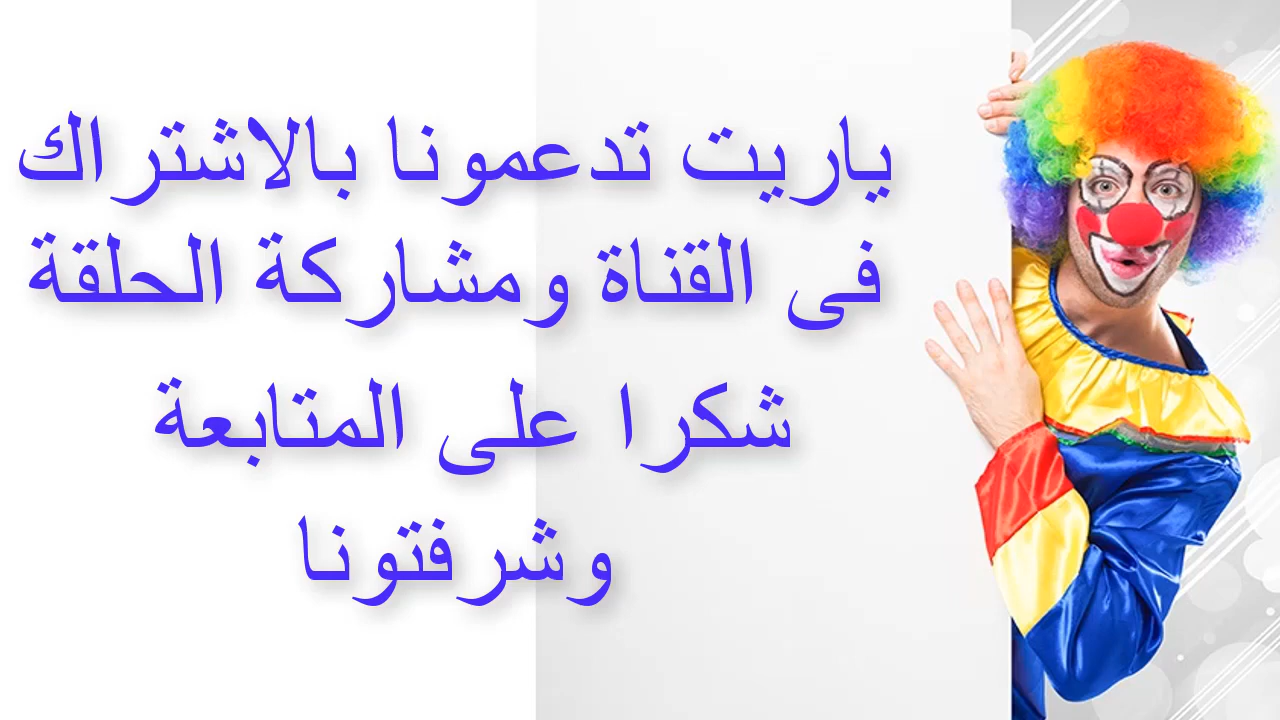 ياريت تدعمونا بالاشتراك
فى القناة ومشاركة الحلقة
شكرا على المتابعة
وشرفتونا